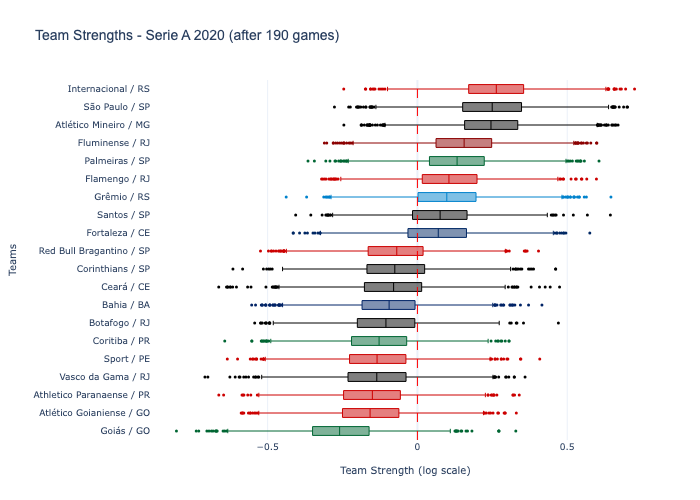 Team Strengths - Serie A 2020 (after 190 games)
Internacional / RS
São Paulo / SP
Atlético Mineiro / MG
Fluminense / RJ
Palmeiras / SP
Flamengo / RJ
Grêmio / RS
Santos / SP
Fortaleza / CE
Red Bull Bragantino / SP
Corinthians / SP
Ceará / CE
Bahia / BA
Botafogo / RJ
Coritiba / PR
Sport / PE
Vasco da Gama / RJ
Athletico Paranaense / PR
Atlético Goianiense / GO
Goiás / GO
Teams
−0.5 0 0.5
Team Strength (log scale)